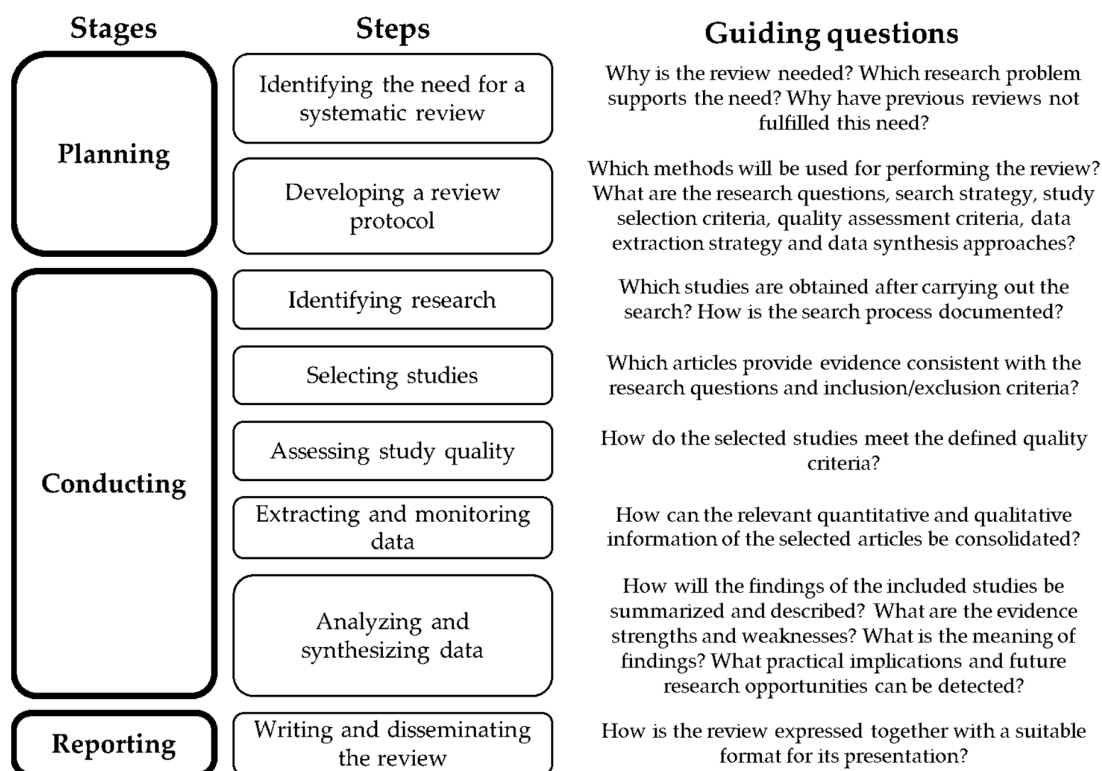 Stages
Steps
Guiding questions
Planning
Identifying the need for a
systematic review
Why is the review needed? Which research problem
supports the need? Why have previous reviews not
fulfilled this need?
Developing a review
protocol
Which methods will be used for performing the review?
What are the research questions, search strategy, study
selection criteria, quality assessment criteria, data
extraction strategy and data synthesis approaches?
Conducting
Identifying research
Which studies are obtained after carrying out the
search? How is the search process documented?
Selecting studies
Which articles provide evidence consistent with the
research questions and inclusion/exclusion criteria?
Assessing study quality
How do the selected studies meet the defined quality
criteria?
Extracting and monitoring
data
How can the relevant quantitative and qualitative
information of the selected articles be consolidated?
Analyzing and
synthesizing data
How will the findings of the included studies be
summarized and described? What are the evidence
strengths and weaknesses? What is the meaning of
findings? What practical implications and future
research opportunities can be detected?
Reporting
Writing and disseminating
the review
How is the review expressed together with a suitable
format for its presentation?